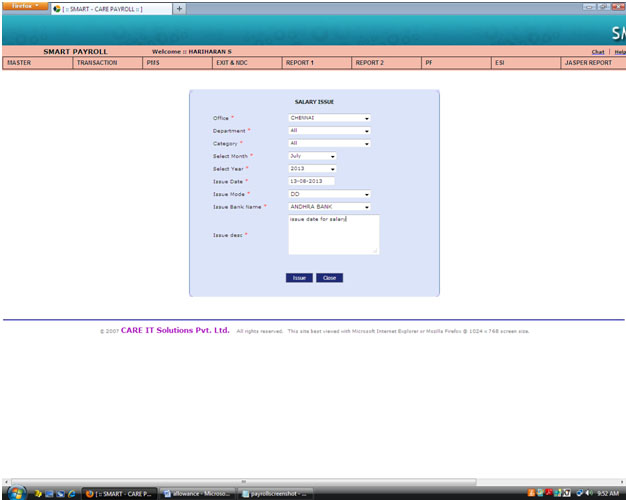 Firefox
[ :: SMART - CARE PAYROLL :: ]
SM
SMART PAYROLL Welcome :: HARIHARAN S Chat | Help
MASTER TRANSACTION PMS EXIT & NDC REPORT 1 REPORT 2 PF ESI JASPER REPORT
SALARY ISSUE
Office * CHENNAI
Department * All
Category * All
Select Month * July
Select Year * 2013
Issue Date * 13-08-2013
Issue Mode * DD
Issue Bank Name * ANDHRA BANK
Issue desc * issue date for salary
Issue Close
© 2007 CARE IT Solutions Pvt. Ltd. All rights reserved. This site best viewed with Microsoft Internet Explorer or Mozilla Firefox @ 1024 x 768 screen size.
[ :: SMART - CARE P... allowance - Microso... payrollscreenshot - ... 9:52 AM